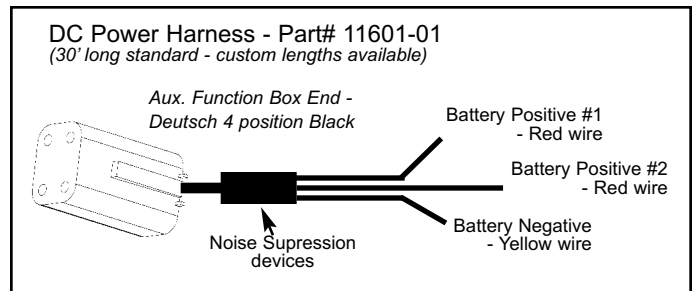 DC Power Harness - Part# 11601-01
(30' long standard - custom lengths available)
Aux. Function Box End -
Deutsch 4 position Black
Battery Positive #1
- Red wire
Battery Positive #2
- Red wire
Battery Negative
- Yellow wire
Noise Supression
devices